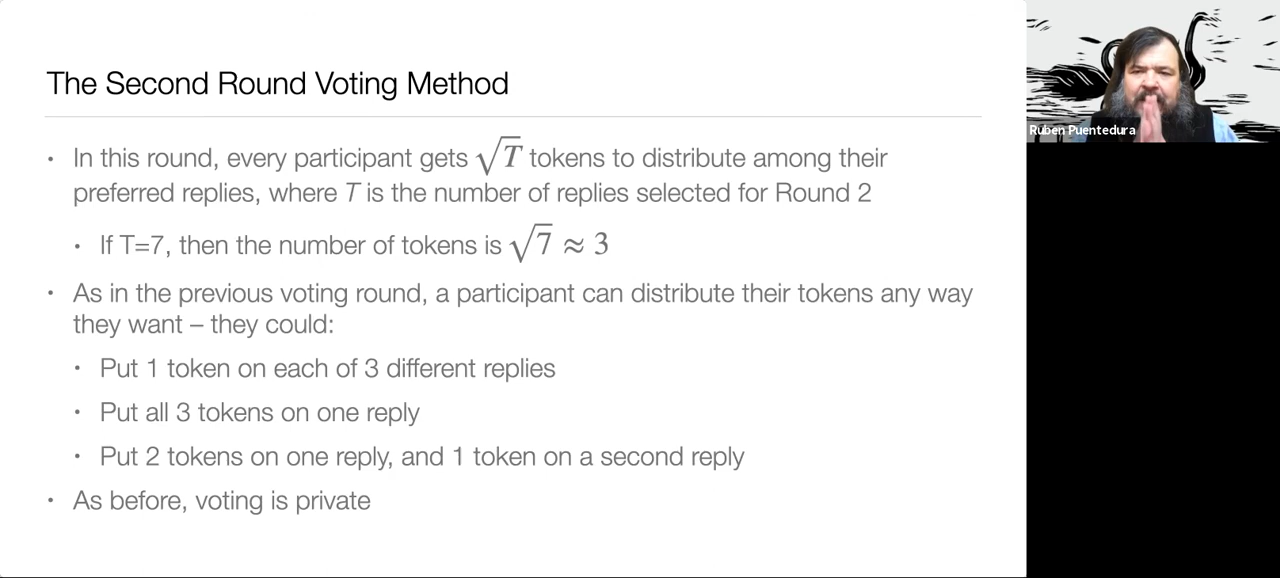 The Second Round Voting Method
• In this round, every participant gets √T tokens to distribute among their
preferred replies, where T is the number of replies selected for Round 2
• If T=7, then the number of tokens is √7 ≈ 3
• As in the previous voting round, a participant can distribute their tokens any way
they want – they could:
• Put 1 token on each of 3 different replies
• Put all 3 tokens on one reply
• Put 2 tokens on one reply, and 1 token on a second reply
• As before, voting is private
Ruben Puentedura